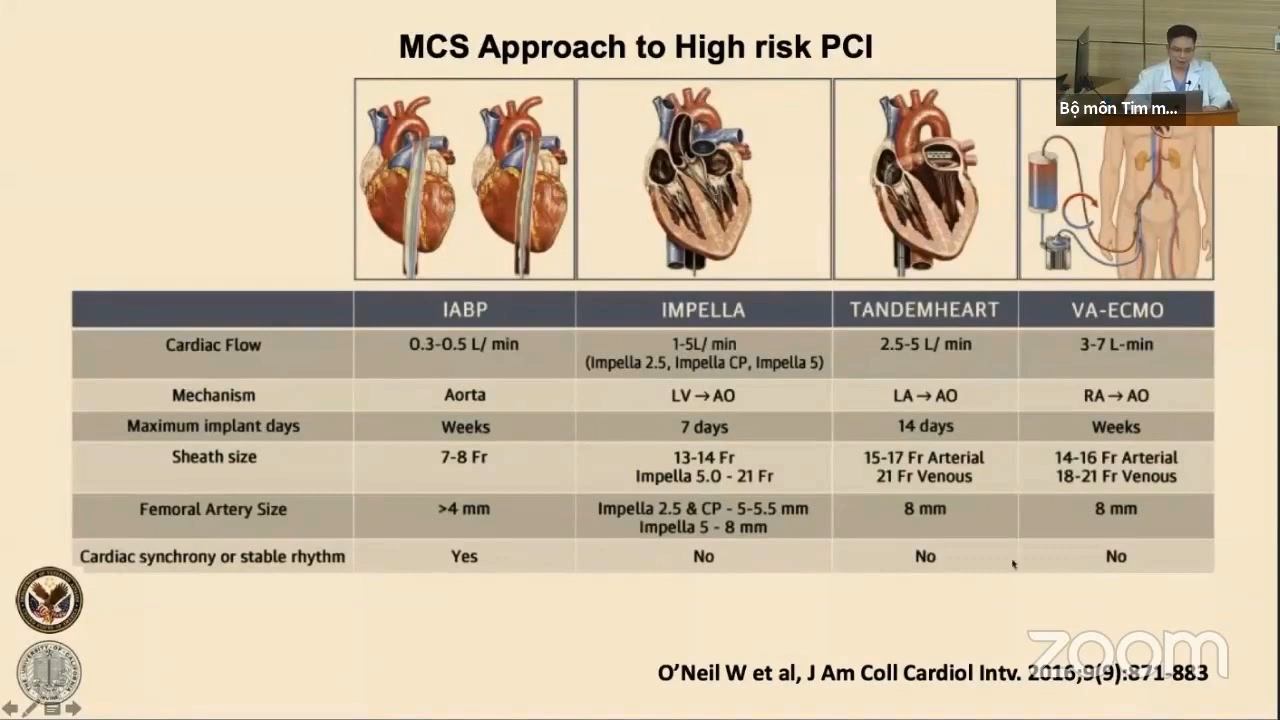 MCS Approach to High risk PCI
Bộ môn Tim m...
IABP IMPELLA TANDEMHEART VA-ECMO
Cardiac Flow 0.3-0.5 L/ min 1-5L/ min 2.5-5 L/ min 3-7 L-min
(Impella 2.5, Impella CP, Impella 5)
Mechanism Aorta LV → AO LA → AO RA → AO
Maximum implant days Weeks 7 days 14 days Weeks
Sheath size 7-8 Fr 13-14 Fr 15-17 Fr Arterial 14-16 Fr Arterial
Impella 5.0 - 21 Fr 21 Fr Venous 18-21 Fr Venous
Femoral Artery Size >4 mm Impella 2.5 & CP - 5-5.5 mm 8 mm 8 mm
Impella 5 - 8 mm
Cardiac synchrony or stable rhythm Yes No No No
zoom
O'Neil W et al, J Am Coll Cardiol Intv. 2016;9(9):871-883